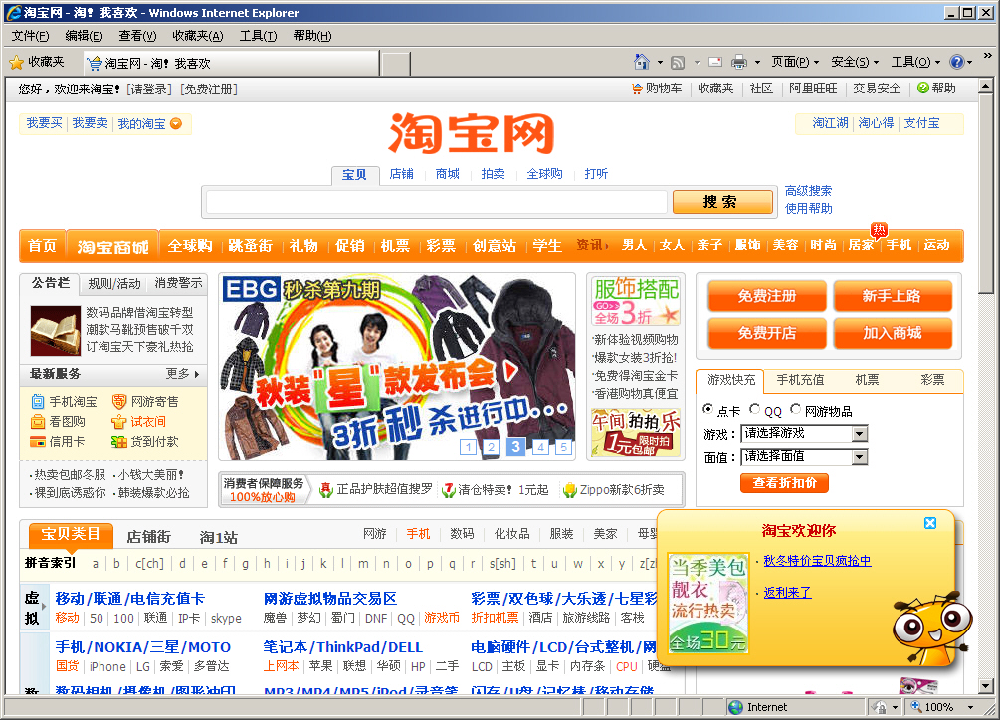 淘宝网 - 淘！我喜欢 - Windows Internet Explorer
文件(F) 编辑(E) 查看(V) 收藏夹(A) 工具(T) 帮助(H)
收藏夹 淘宝网 - 淘！我喜欢 页面(P) 安全(S) 工具(O)
您好，欢迎来淘宝！[请登录] [免费注册] 购物车 收藏夹 社区 阿里旺旺 交易安全 帮助
我要买 我要卖 我的淘宝 淘江湖 淘心得 支付宝
淘宝网
宝贝 店铺 商城 拍卖 全球购 打听
搜 索
高级搜索
使用帮助
热
首页 淘宝商城 全球购 跳蚤街 礼物 促销 机票 彩票 创意站 学生 资讯 男人 女人 亲子 服饰 美容 时尚 居家 手机 运动
公告栏 规则/活动 消费警示
数码品牌借淘宝转型
潮款马靴预售破千双
订淘宝天下豪礼热抢
最新服务 更多
手机淘宝 网游寄售
看图购 试衣间
信用卡 货到付款
·热卖包邮冬服 ·小钱大美丽!
·裸到底诱惑你 ·韩装爆款必抢
EBG 秒杀第九期
秋装"星"款发布会
3折秒杀进行中...
1 2 3 4 5
服饰搭配
GO>>
全场3折
·新体验视频购物
·爆款女装3折抢!
·免费得淘宝金卡
·香港购物真便宜
午间拍拍乐
1元包邮 限时拍
免费注册 新手上路
免费开店 加入商城
游戏快充 手机充值 机票 彩票
点卡 QQ 网游物品
游戏： 请选择游戏
面值： 请选择面值
查看折扣价
消费者保障服务
100%放心购
真 正品护肤超值搜罗 7 清仓特卖！1元起 Zippo新款6折卖
宝贝类目 店铺街 淘1站 网游 手机 数码 化妆品 服装 美家
拼音索引 a b c[ch] d e f g h i j k l m n o p q r s[sh] t u w x y
虚拟
移动/联通/电信充值卡 网游虚拟物品交易区 彩票/双色球/大乐透/七星彩
移动 50 100 联通 IP卡 skype 魔兽 梦幻 蜀门 DNF QQ 游戏币 折扣机票 酒店 旅游线路 客栈
手机/NOKIA/三星/MOTO 笔记本/ThinkPad/DELL 电脑硬件/LCD/台式整机/网
国货 iPhone LG 索爱 多普达 上网本 苹果 联想 华硕 HP 二手 LCD 主板 显卡 内存条 CPU 硬盘
数码相机/摄像机/图形冲印 MP3/MP4/MP5/iPod/录音笔 闪存/U盘/记忆棒/移动存储
淘宝欢迎你
当季美包
靓衣
流行热卖
全场30元
· 秋冬特价宝贝疯抢中
· 返利来了
Internet 100%